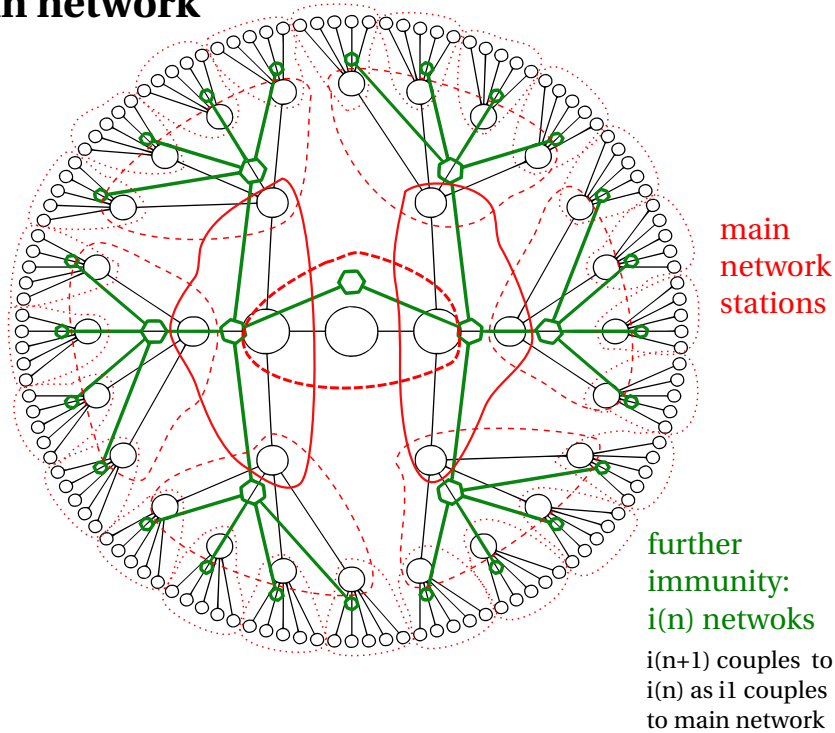 network
main
network
stations
further
immunity:
i(n) netwoks
i(n+1) couples to
i(n) as i1 couples
to main network